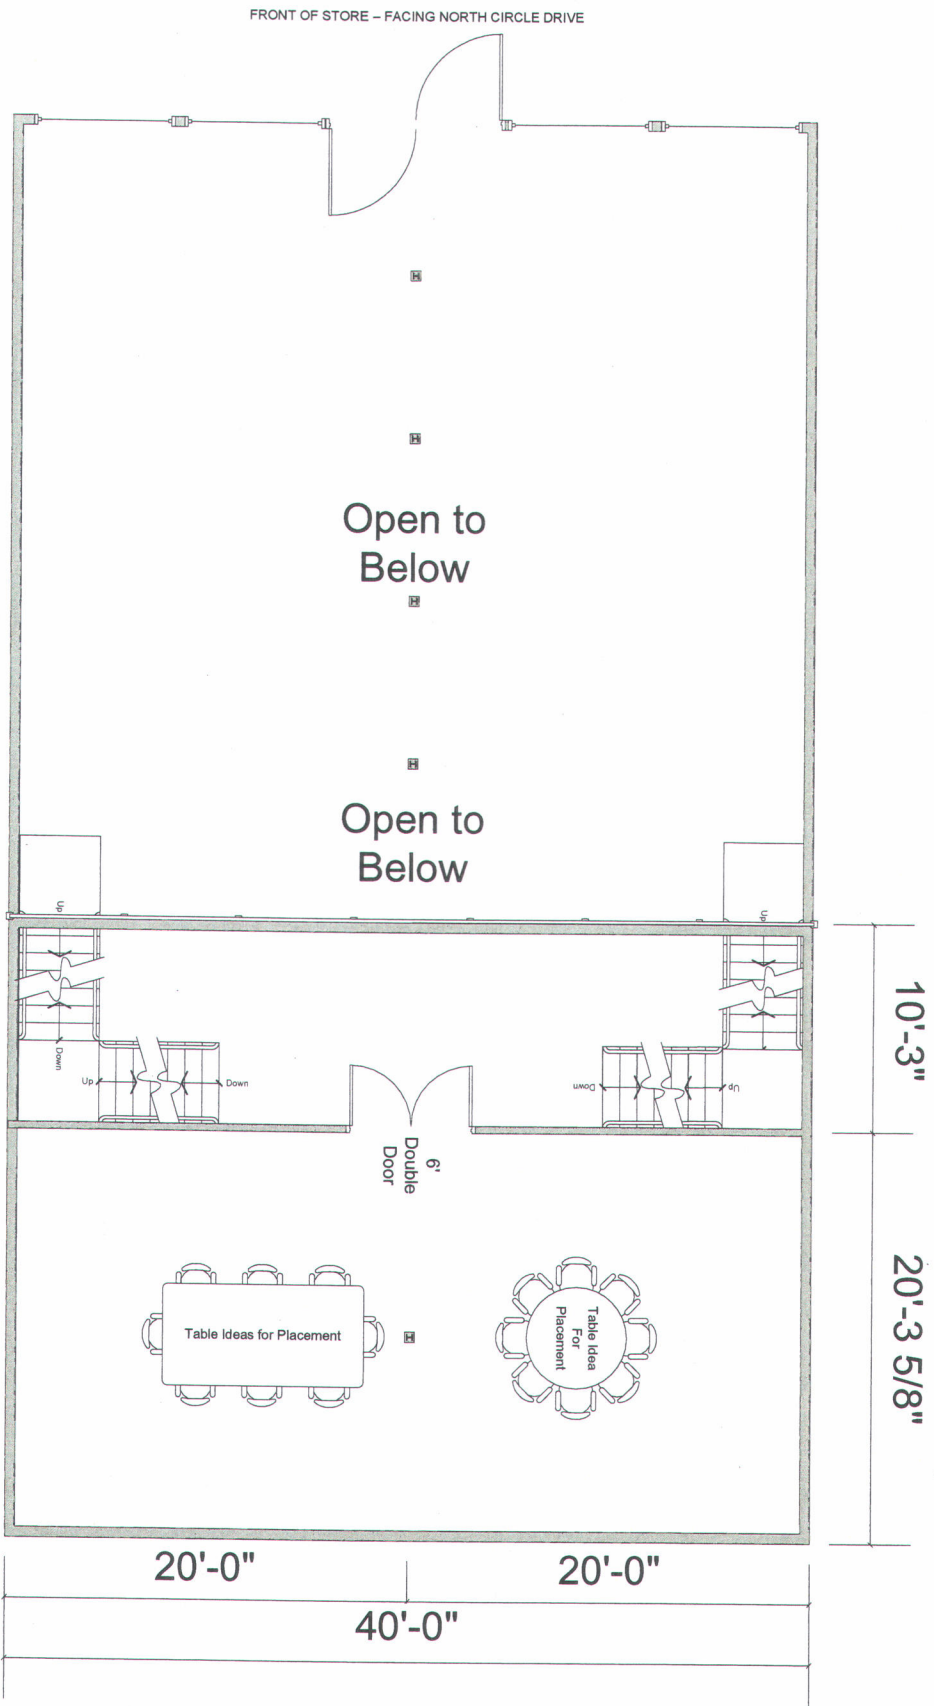 FRONT OF STORE – FACING NORTH CIRCLE DRIVE
H
H
Open to
Below
H
H
Open to
Below
Up
Up
10'-3"
Down
Up
Down
Down
Up
6'
Double
Door
20'-3 5/8"
Table Ideas for Placement
H
Table Idea
For
Placement
20'-0"
20'-0"
40'-0"